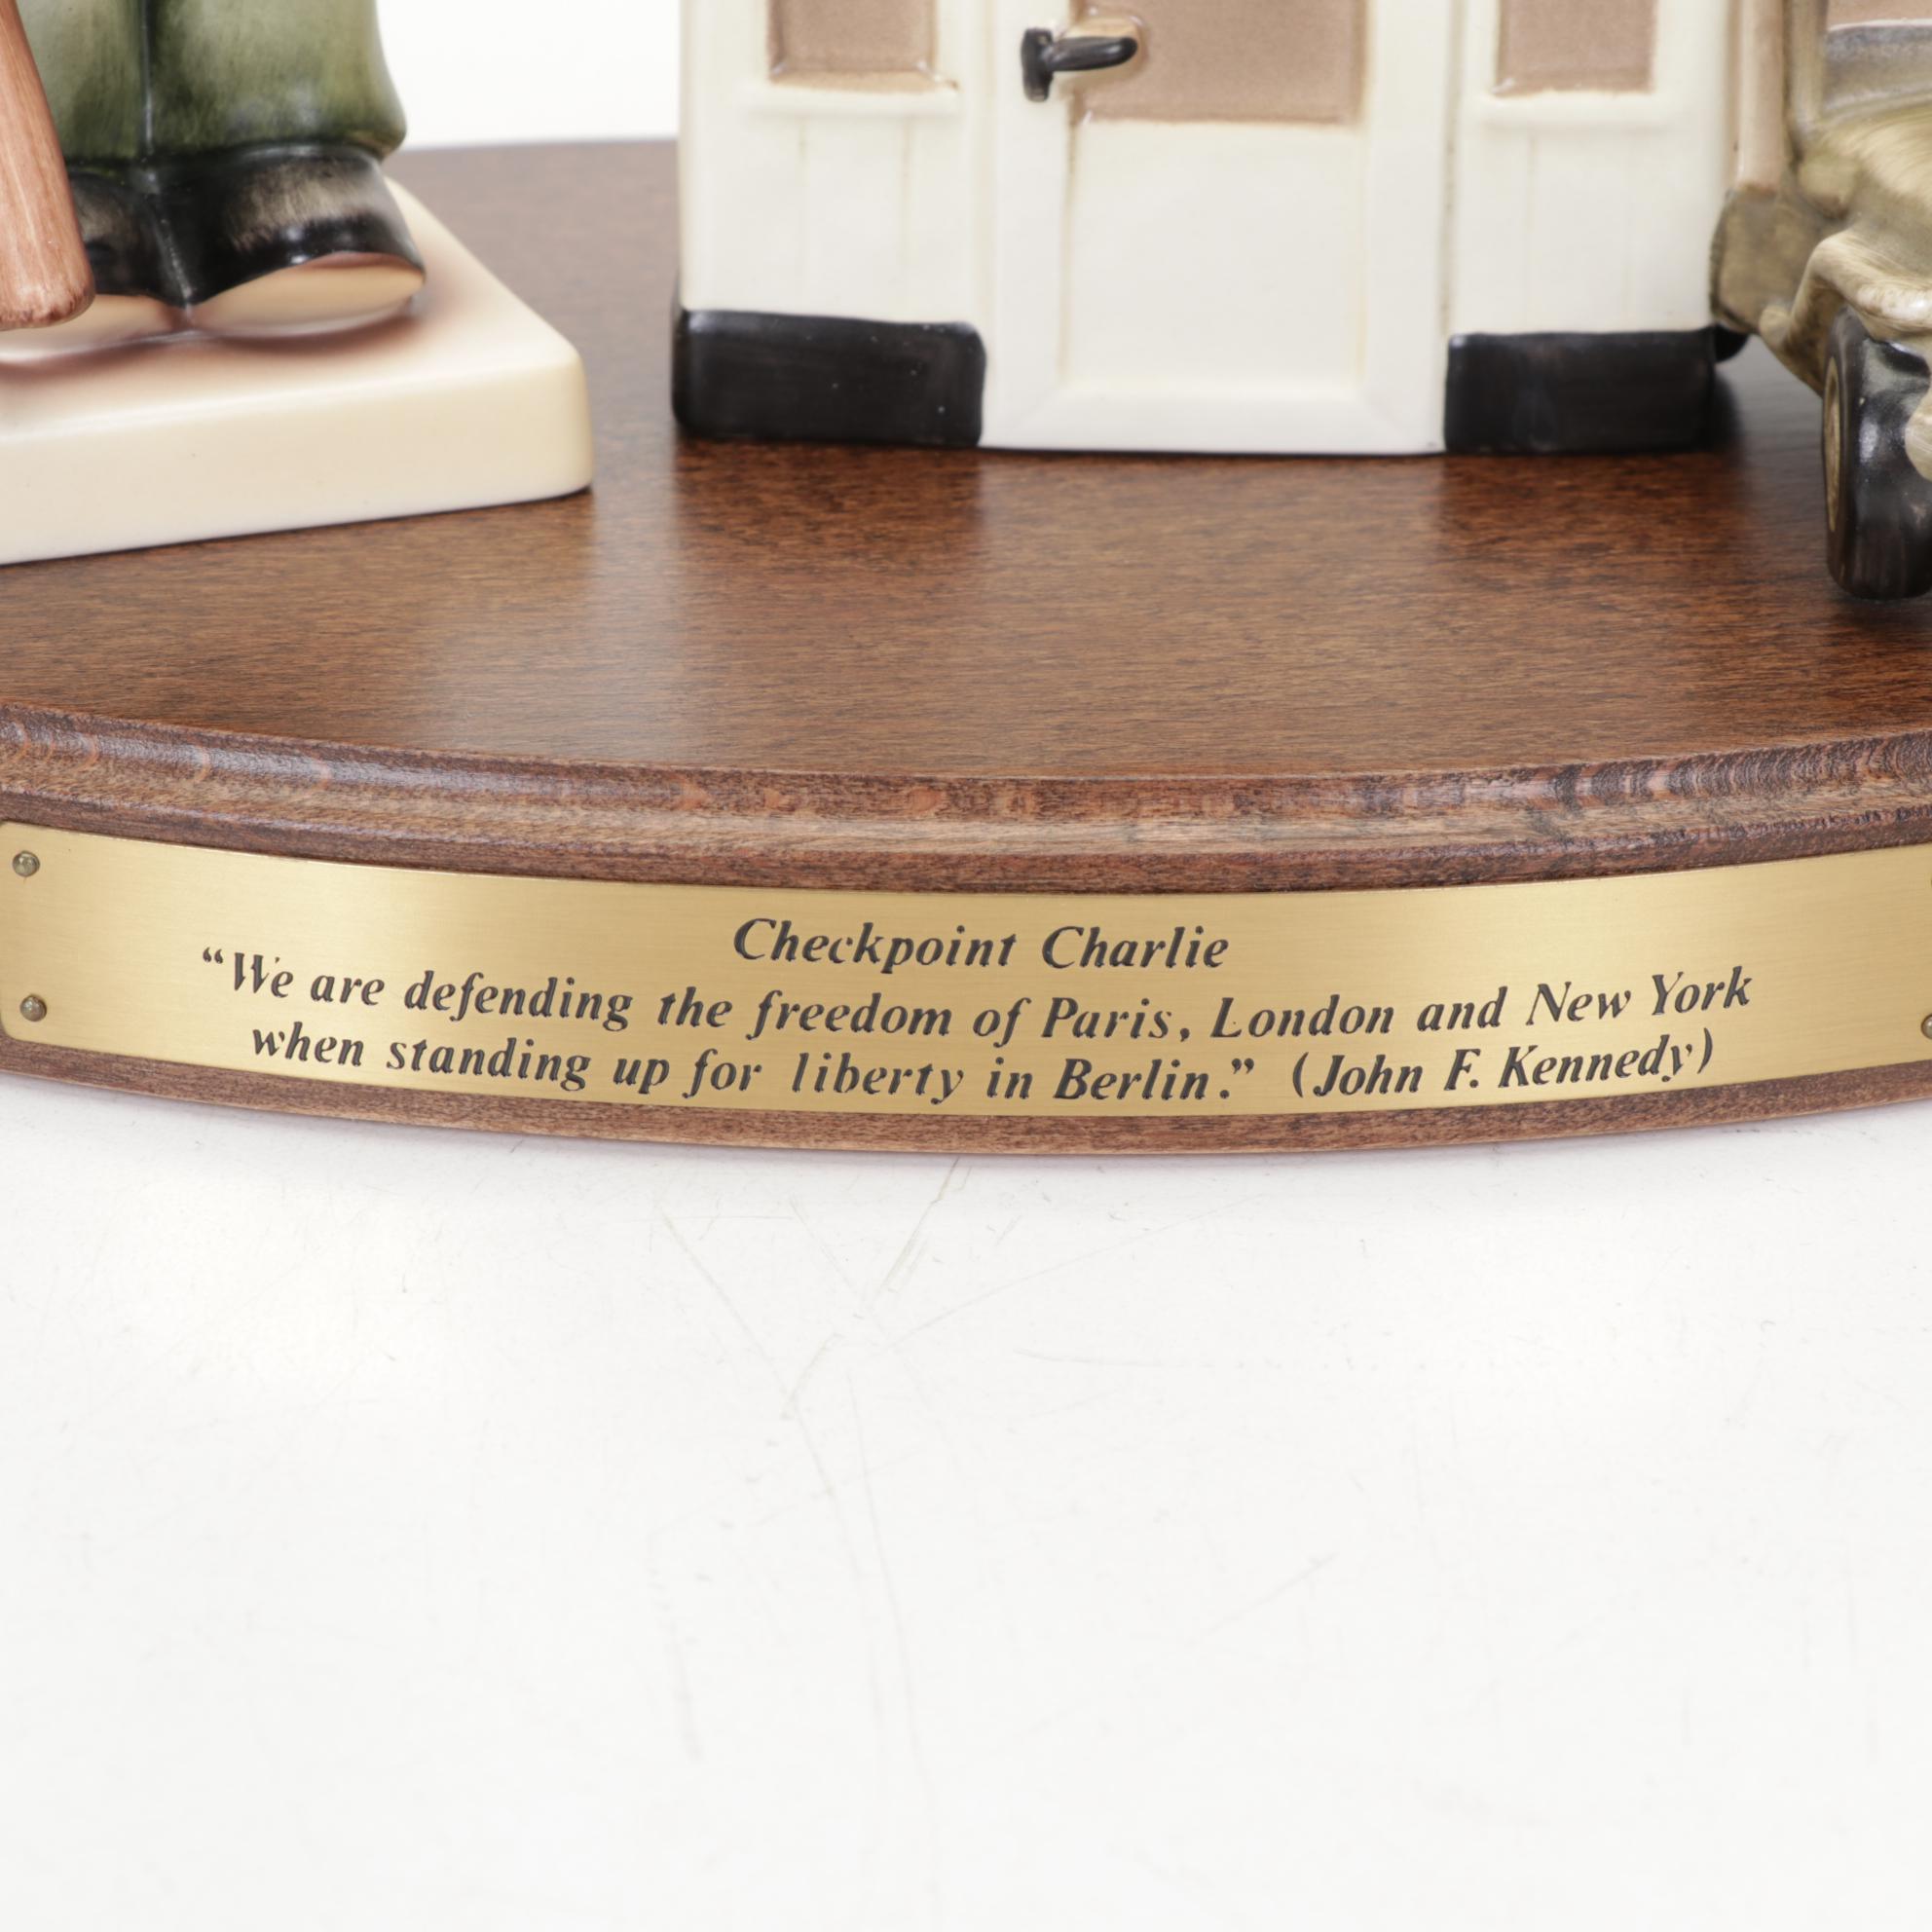 Checkpoint Charlie
“We are defending the freedom of Paris, London and New York
when standing up for liberty in Berlin.” (John F. Kennedy)